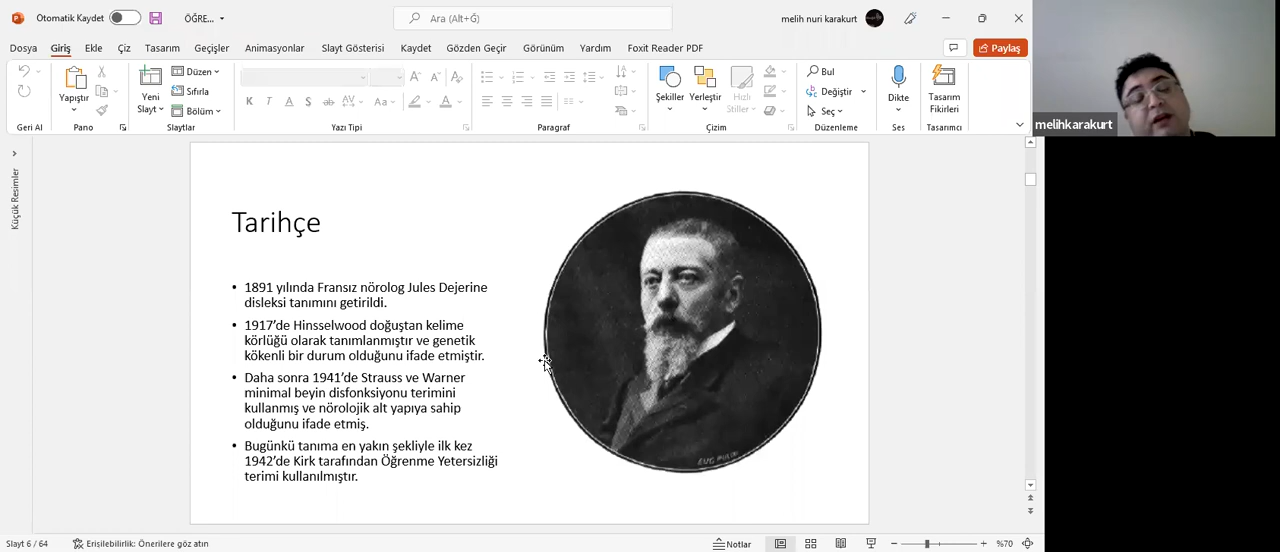 Otomatik Kaydet
ÖĞRE...
Ara (Alt+Ğ)
melih nuri karakurt
Dosya Giriş Ekle Çiz Tasarım Geçişler Animasyonlar Slayt Gösterisi Kaydet Gözden Geçir Görünüm Yardım Foxit Reader PDF
Paylaş
Yapıştır
Yeni
Slayt
Düzen
Sıfırla
Bölüm
K T A S ab AV Aa
Şekiller
Yerleştir
Hızlı
Stiller
Bul
Değiştir
Seç
Dikte
Tasarım
Fikirleri
Geri Al Pano Slaytlar Yazı Tipi Paragraf Çizim Düzenleme Ses Tasarımcı
melihkarakurt
Küçük Resimler
Tarihçe
• 1891 yılında Fransız nörolog Jules Dejerine
disleksi tanımını getirildi.
• 1917’de Hinsselwood doğuştan kelime
körlüğü olarak tanımlanmıştır ve genetik
kökenli bir durum olduğunu ifade etmiştir.
• Daha sonra 1941’de Strauss ve Warner
minimal beyin disfonksiyonu terimini
kullanmış ve nörolojik alt yapıya sahip
olduğunu ifade etmiş.
• Bugünkü tanıma en yakın şekliyle ilk kez
1942’de Kirk tarafından Öğrenme Yetersizliği
terimi kullanılmıştır.
Slayt 6 / 64
Erişilebilirlik: Önerilere göz atın
Notlar
%70